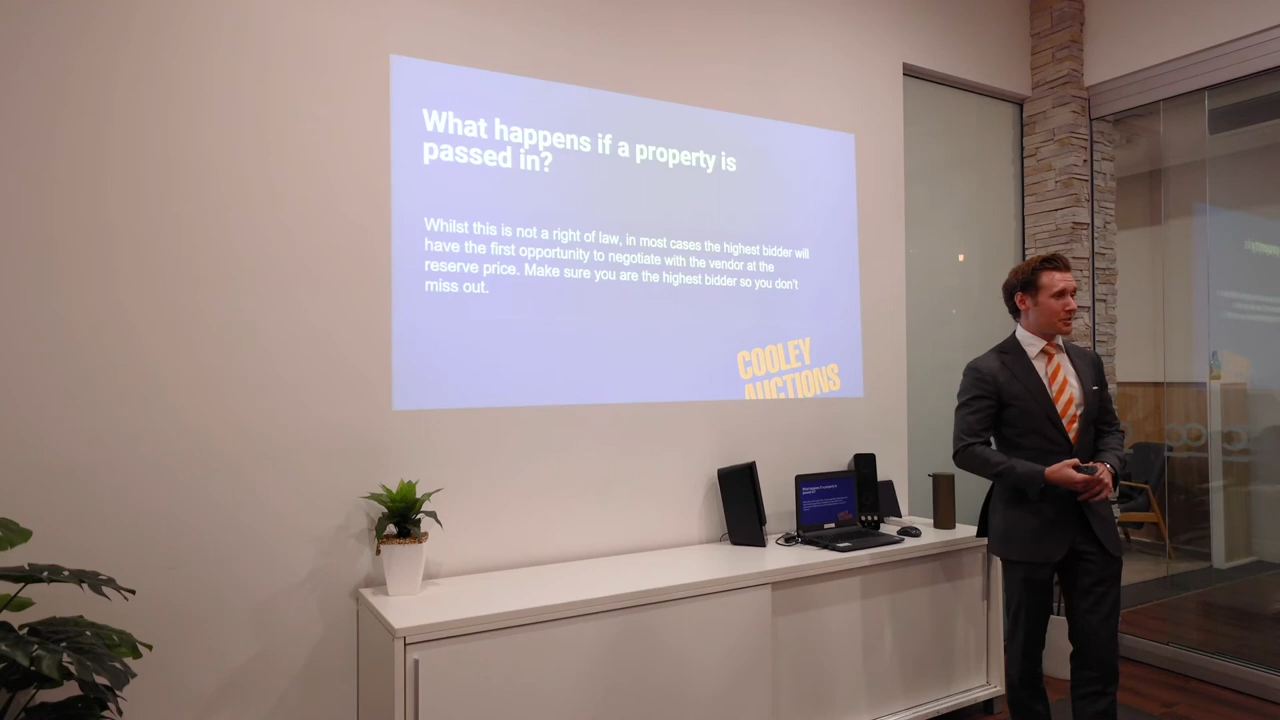 What happens if a property is
passed in?
Whilst this is not a right of law, in most cases the highest bidder will
have the first opportunity to negotiate with the vendor at the
reserve price. Make sure you are the highest bidder so you don't
miss out.
COOLEY
AUCTIONS